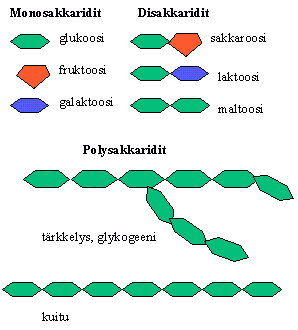 Monosakkaridit
glukoosi
fruktoosi
galaktoosi
Disakkaridit
sakkaroosi
laktoosi
maltoosi
Polysakkaridit
tärkkelys, glykogeeni
kuitu